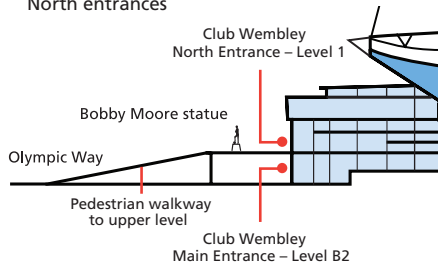 North entrances
Club Wembley
North Entrance – Level 1
Bobby Moore statue
Olympic Way
Pedestrian walkway
to upper level
Club Wembley
Main Entrance – Level B2